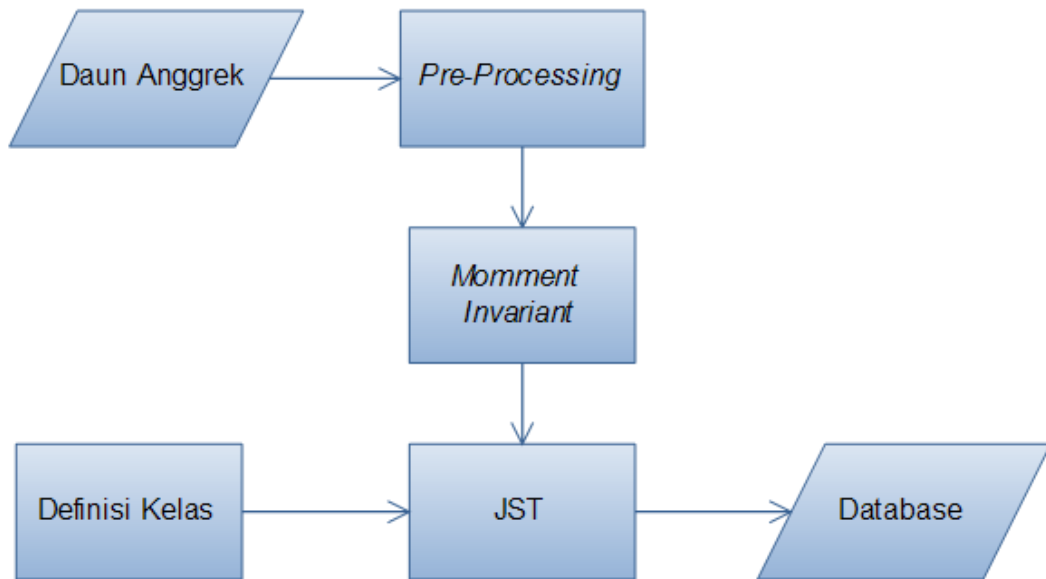 Daun Anggrek
Pre-Processing
Momment
Invariant
Definisi Kelas
JST
Database